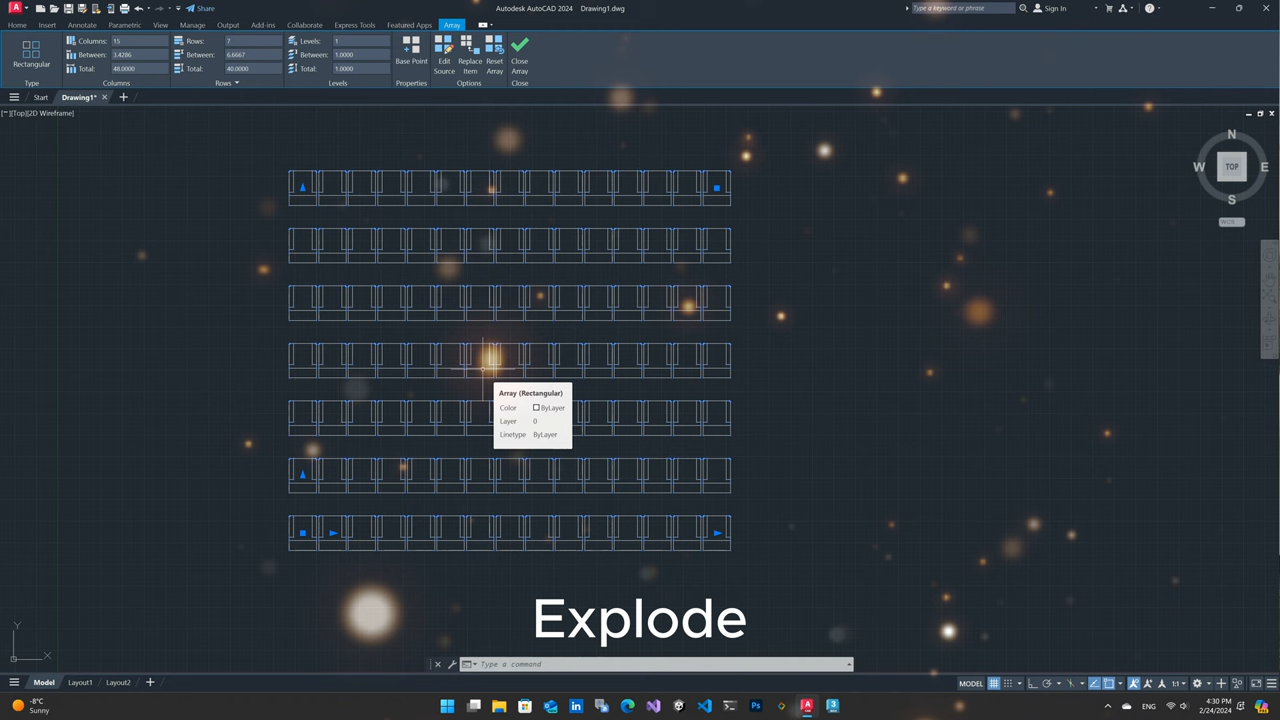 Share
Autodesk AutoCAD 2024 Drawing1.dwg
Type a keyword or phrase
Sign In
Home Insert Annotate Parametric View Manage Output Add-ins Collaborate Express Tools Featured Apps Array
Columns: 15 Rows: 7 Levels: 1
Between: 3.4286 Between: 6.6667 Between: 1.0000
Total: 48.0000 Total: 40.0000 Total: 1.0000
Rectangular
Base Point
Edit Source
Replace Item
Reset Array
Close Array
Type Columns Rows Levels Properties Options Close
Start Drawing1*
[−][Top][2D Wireframe]
N
W TOP E
S
WCS
Array (Rectangular)
Color ByLayer
Layer 0
Linetype ByLayer
Explode
Y
X
Type a command
Model Layout1 Layout2
MODEL 1:1
-8°C
Sunny
4:30 PM
2/24/2024